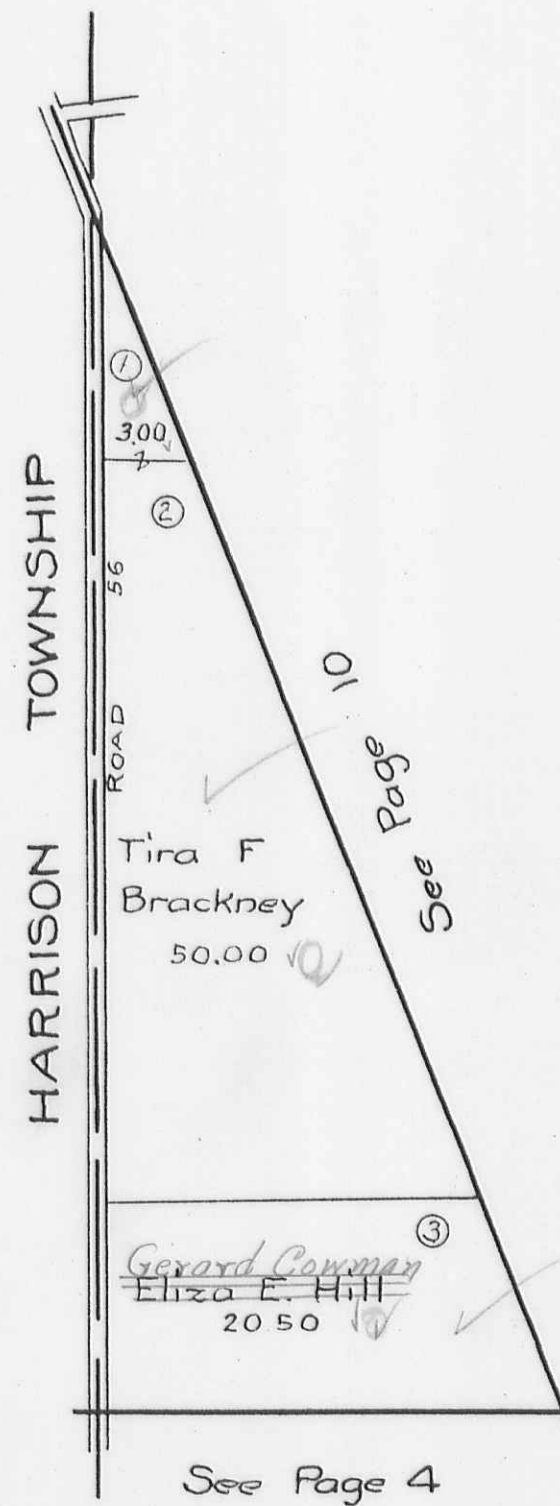 HARRISON TOWNSHIP
ROAD 56
①
3.00
②
See Page 10
Tira F
Brackney
50.00
③
Gerard Cowman
Eliza E. Hill
20 50
See Page 4